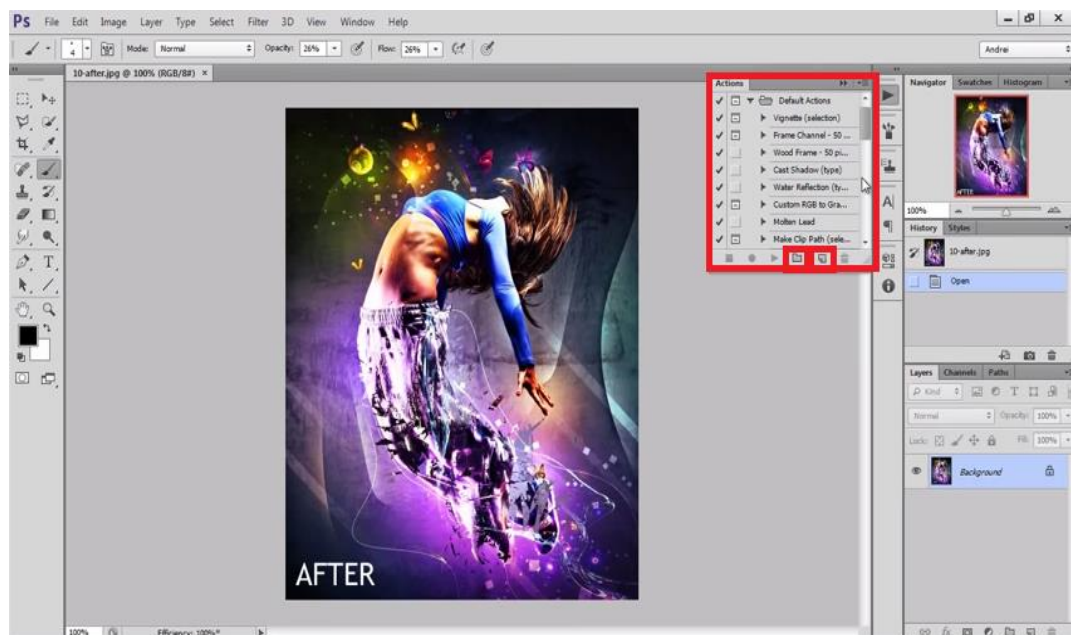 Ps File Edit Image Layer Type Select Filter 3D View Window Help
4 Mode: Normal Opacity: 26% Flow: 26% Andrei
10-after.jpg @ 100% (RGB/8#) ×
Actions
Default Actions
Vignette (selection)
Frame Channel - 50 ...
Wood Frame - 50 pi...
Cast Shadow (type)
Water Reflection (ty...
Custom RGB to Gra...
Molten Lead
Make Clip Path (sele...
Navigator Swatches Histogram
AFTER
100%
History Styles
10-after.jpg
Open
Layers Channels Paths
Kind
Normal Opacity: 100%
Lock: Fill: 100%
Background
AFTER
100% Efficiency: 100%*